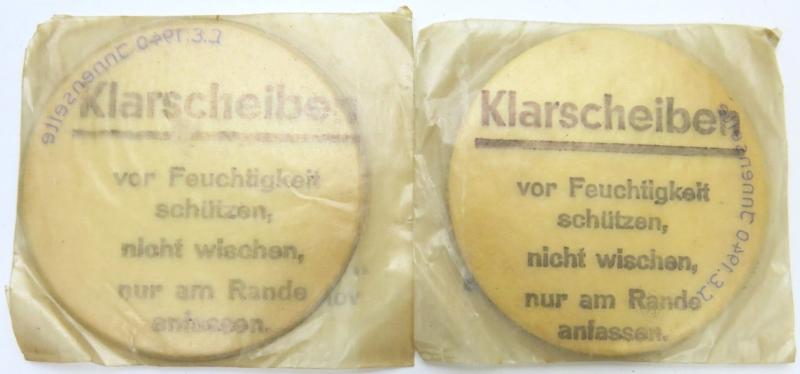 Innenseite
Klarscheiben
vor Feuchtigkeit
schützen,
nicht wischen,
nur am Rande
anfassen.
Klarscheiben
vor Feuchtigkeit
schützen,
nicht wischen,
nur am Rande
anfassen.